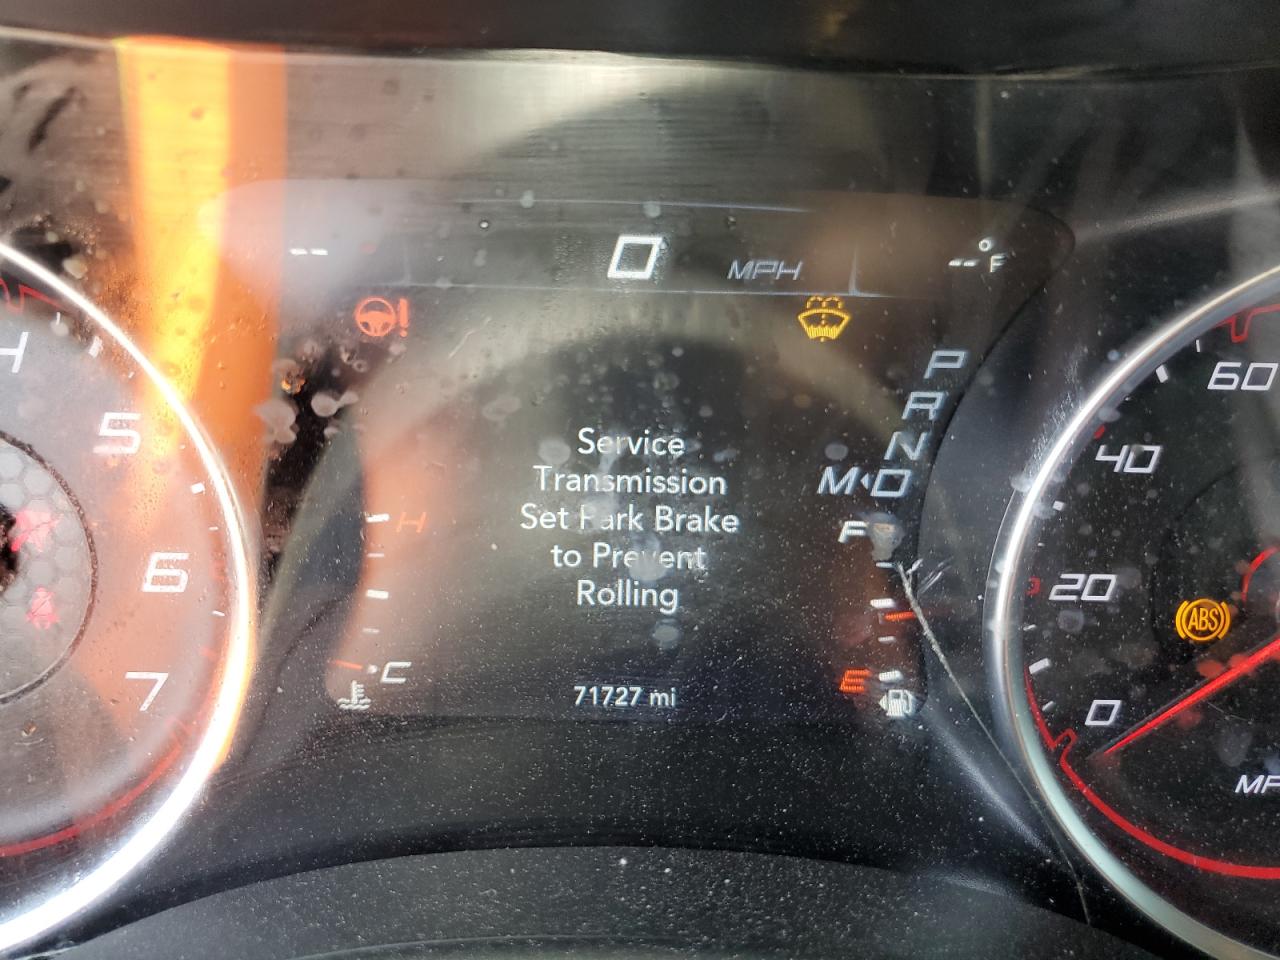 -- 0 MPH --°F
P
R
N
M D
Service
Transmission
Set Park Brake
to Prevent
Rolling
H
F
C
E
71727 mi
4
5
6
7
60
40
20
0
ABS